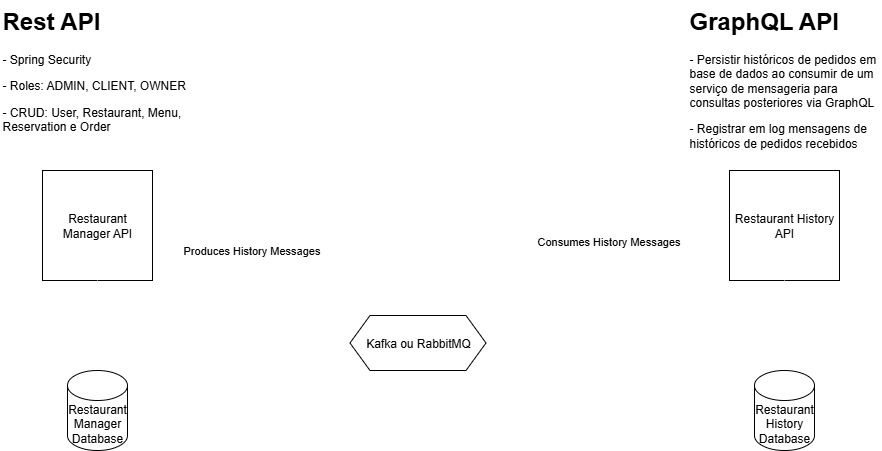 Rest API
- Spring Security
- Roles: ADMIN, CLIENT, OWNER
- CRUD: User, Restaurant, Menu,
Reservation e Order
GraphQL API
- Persistir históricos de pedidos em
base de dados ao consumir de um
serviço de mensageria para
consultas posteriores via GraphQL
- Registrar em log mensagens de
históricos de pedidos recebidos
Restaurant
Manager API
Produces History Messages
Consumes History Messages
Restaurant History
API
Kafka ou RabbitMQ
Restaurant
Manager
Database
Restaurant
History
Database